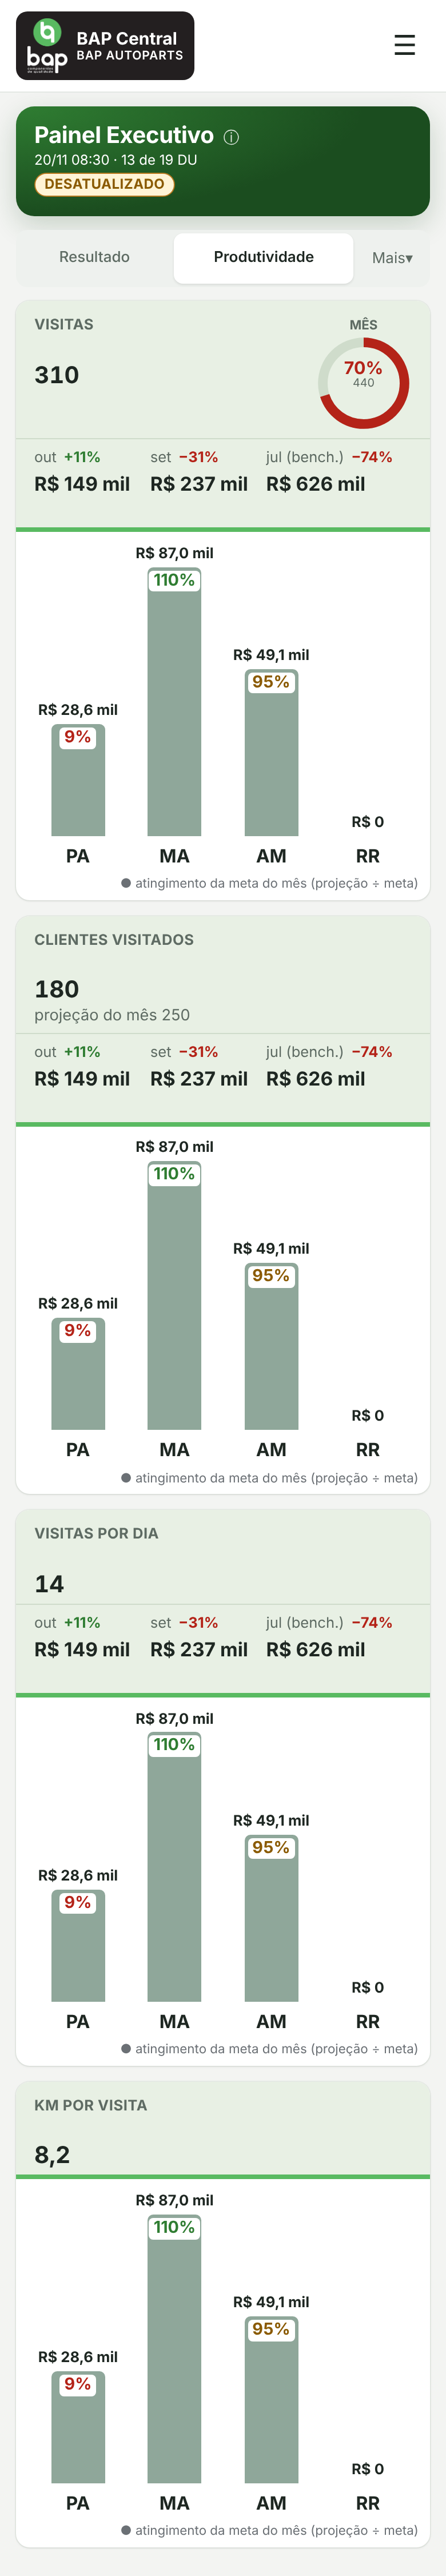 bap
BAP Central
BAP AUTOPARTS
☰
Painel Executivo ⓘ
20/11 08:30 · 13 de 19 DU
DESATUALIZADO
Resultado Produtividade Mais▾
VISITAS MÊS
310
70%
440
out +11% set −31% jul (bench.) −74%
R$ 149 mil R$ 237 mil R$ 626 mil
R$ 87,0 mil
110%
R$ 49,1 mil
95%
R$ 28,6 mil
9%
R$ 0
PA MA AM RR
● atingimento da meta do mês (projeção ÷ meta)
CLIENTES VISITADOS
180
projeção do mês 250
out +11% set −31% jul (bench.) −74%
R$ 149 mil R$ 237 mil R$ 626 mil
R$ 87,0 mil
110%
R$ 49,1 mil
95%
R$ 28,6 mil
9%
R$ 0
PA MA AM RR
● atingimento da meta do mês (projeção ÷ meta)
VISITAS POR DIA
14
out +11% set −31% jul (bench.) −74%
R$ 149 mil R$ 237 mil R$ 626 mil
R$ 87,0 mil
110%
R$ 49,1 mil
95%
R$ 28,6 mil
9%
R$ 0
PA MA AM RR
● atingimento da meta do mês (projeção ÷ meta)
KM POR VISITA
8,2
R$ 87,0 mil
110%
R$ 49,1 mil
95%
R$ 28,6 mil
9%
R$ 0
PA MA AM RR
● atingimento da meta do mês (projeção ÷ meta)